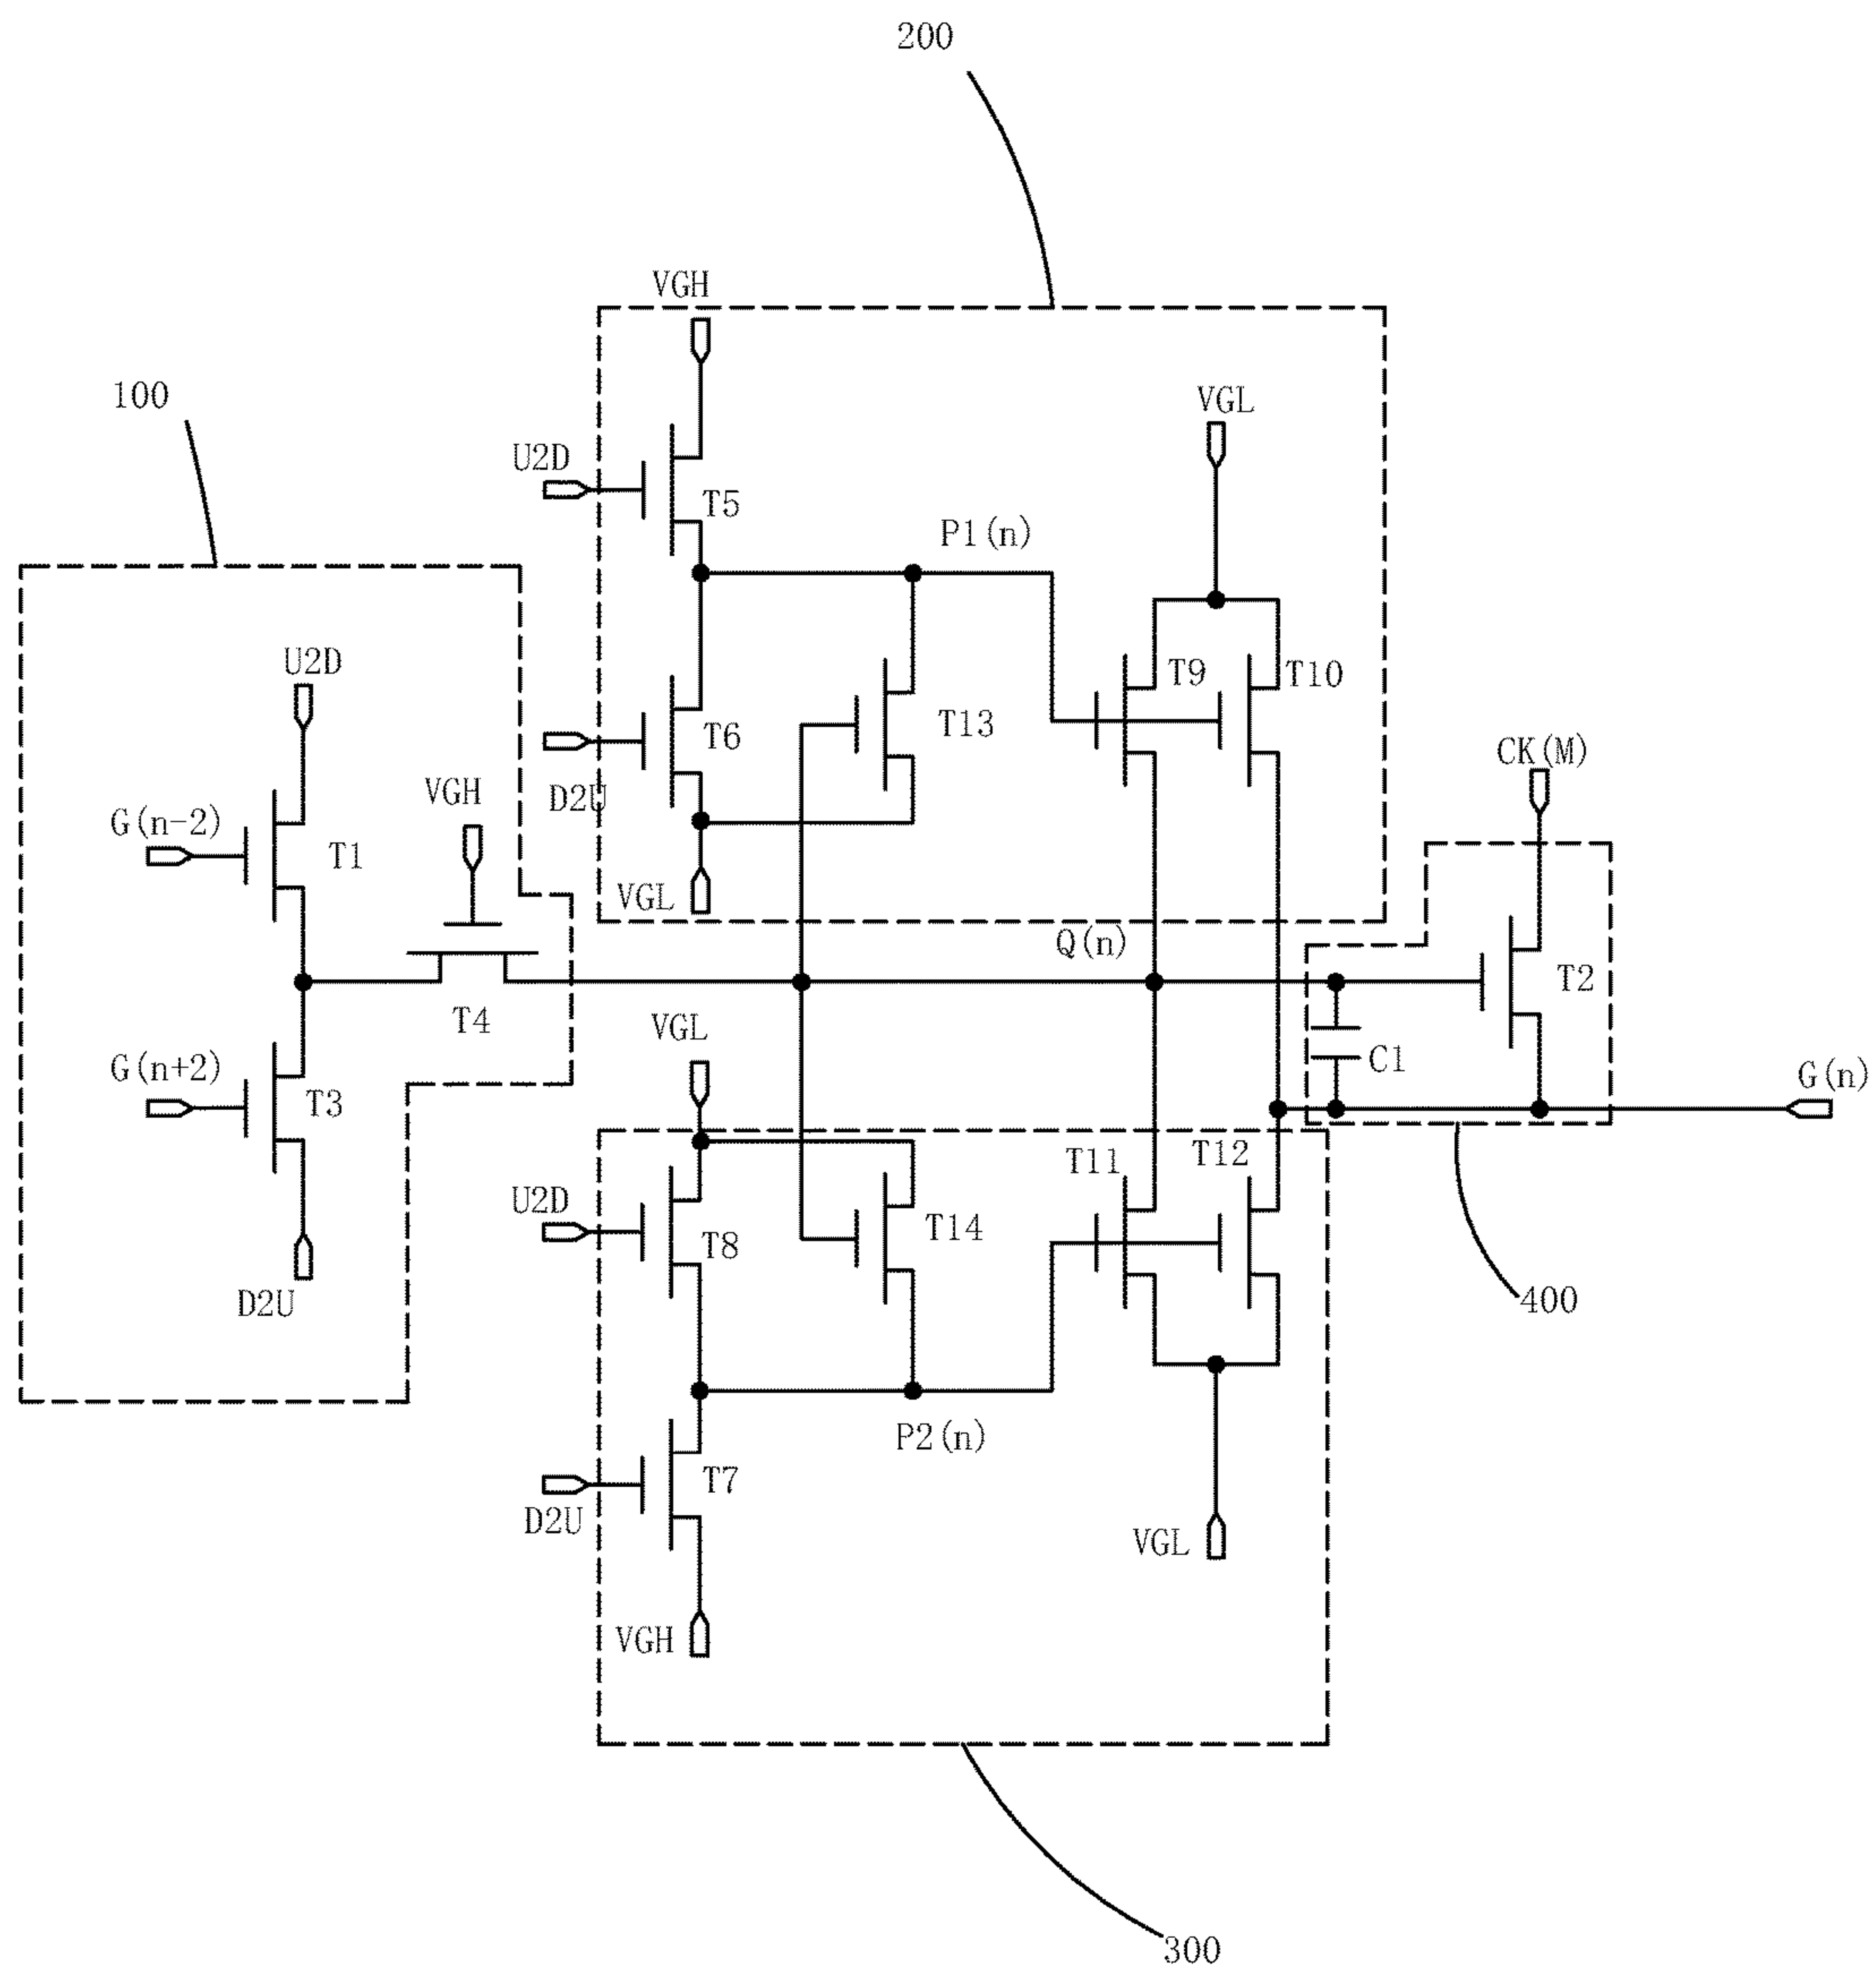 200
VGH
100
VGL
U2D
T5
P1(n)
U2D
T9
T10
T6
T13
CK(M)
VGH
D2U
G(n-2)
T1
VGL
Q(n)
T2
T4
VGL
G(n+2)
C1
G(n)
T3
T11
T12
U2D
T14
T8
D2U
400
P2(n)
T7
D2U
VGL
VGH
300